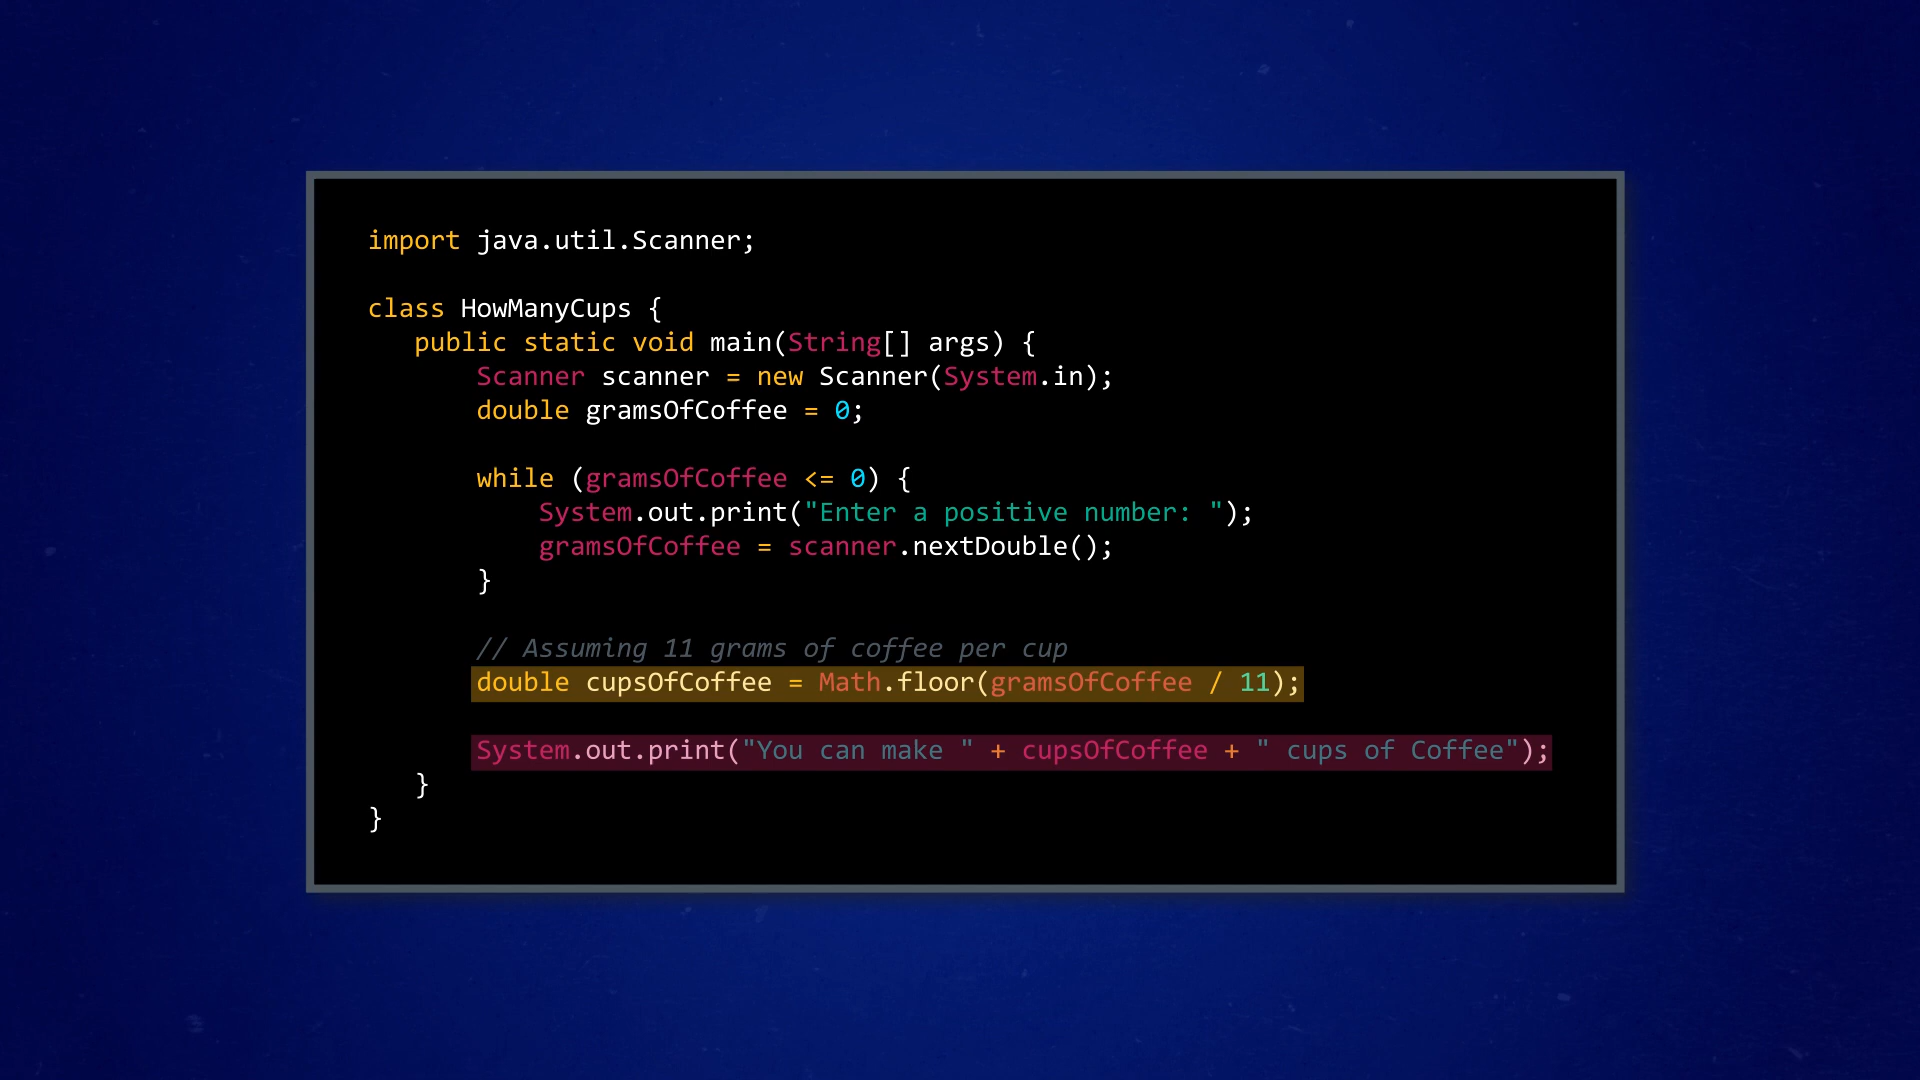 import java.util.Scanner;
class HowManyCups {
public static void main(String[] args) {
Scanner scanner = new Scanner(System.in);
double gramsOfCoffee = 0;
while (gramsOfCoffee <= 0) {
System.out.print("Enter a positive number: ");
gramsOfCoffee = scanner.nextDouble();
}
// Assuming 11 grams of coffee per cup
double cupsOfCoffee = Math.floor(gramsOfCoffee / 11);
System.out.print("You can make " + cupsOfCoffee + " cups of Coffee");
}
}